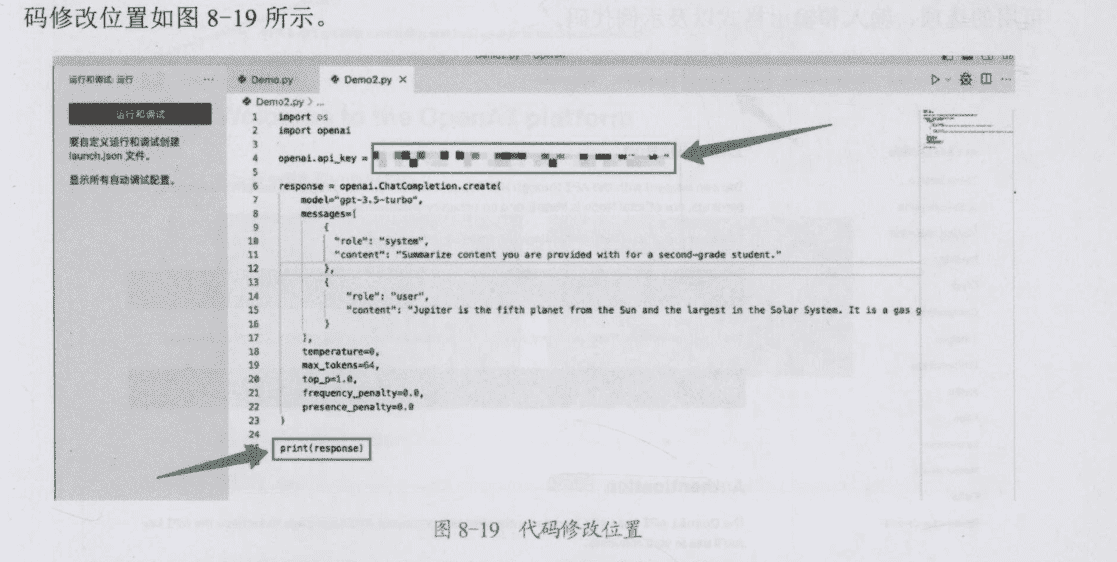 码修改位置如图 8-19 所示。
运行和调试: 运行 ···
Demo.py
Demo2.py ×
运行和调试
要自定义运行和调试创建
launch.json 文件。
显示所有自动调试配置。
Demo2.py > ...
1 import os
2 import openai
3
4 openai.api_key =
5
6 response = openai.ChatCompletion.create(
7 model="gpt-3.5-turbo",
8 messages=[
9 {
10 "role": "system",
11 "content": "Summarize content you are provided with for a second-grade student."
12 },
13 {
14 "role": "user",
15 "content": "Jupiter is the fifth planet from the Sun and the largest in the Solar System. It is a gas g
16 }
17 ],
18 temperature=0,
19 max_tokens=64,
20 top_p=1.0,
21 frequency_penalty=0.0,
22 presence_penalty=0.0
23 )
24
print(response)
图 8-19 代码修改位置